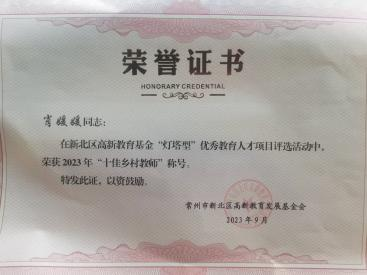 荣誉证书
HONORARY CREDENTIAL
肖媛媛同志：
在新北区高新教育基金“灯塔型”优秀教育人才项目评选活动中，
荣获2023年“十佳乡村教师”称号。
特发此证，以资鼓励。
常州市新北区高新教育发展基金会
2023年9月